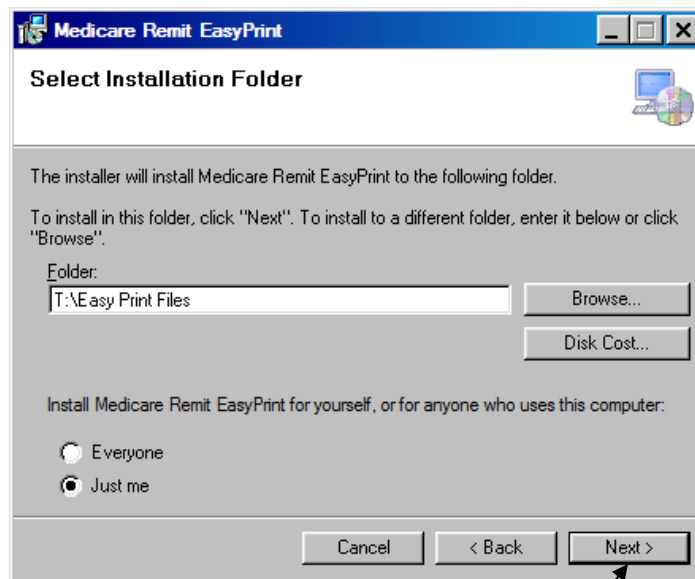 Medicare Remit EasyPrint
Select Installation Folder
The installer will install Medicare Remit EasyPrint to the following folder.
To install in this folder, click "Next". To install to a different folder, enter it below or click
"Browse".
Folder:
T:\Easy Print Files
Browse...
Disk Cost...
Install Medicare Remit EasyPrint for yourself, or for anyone who uses this computer:
Everyone
Just me
Cancel
< Back
Next >